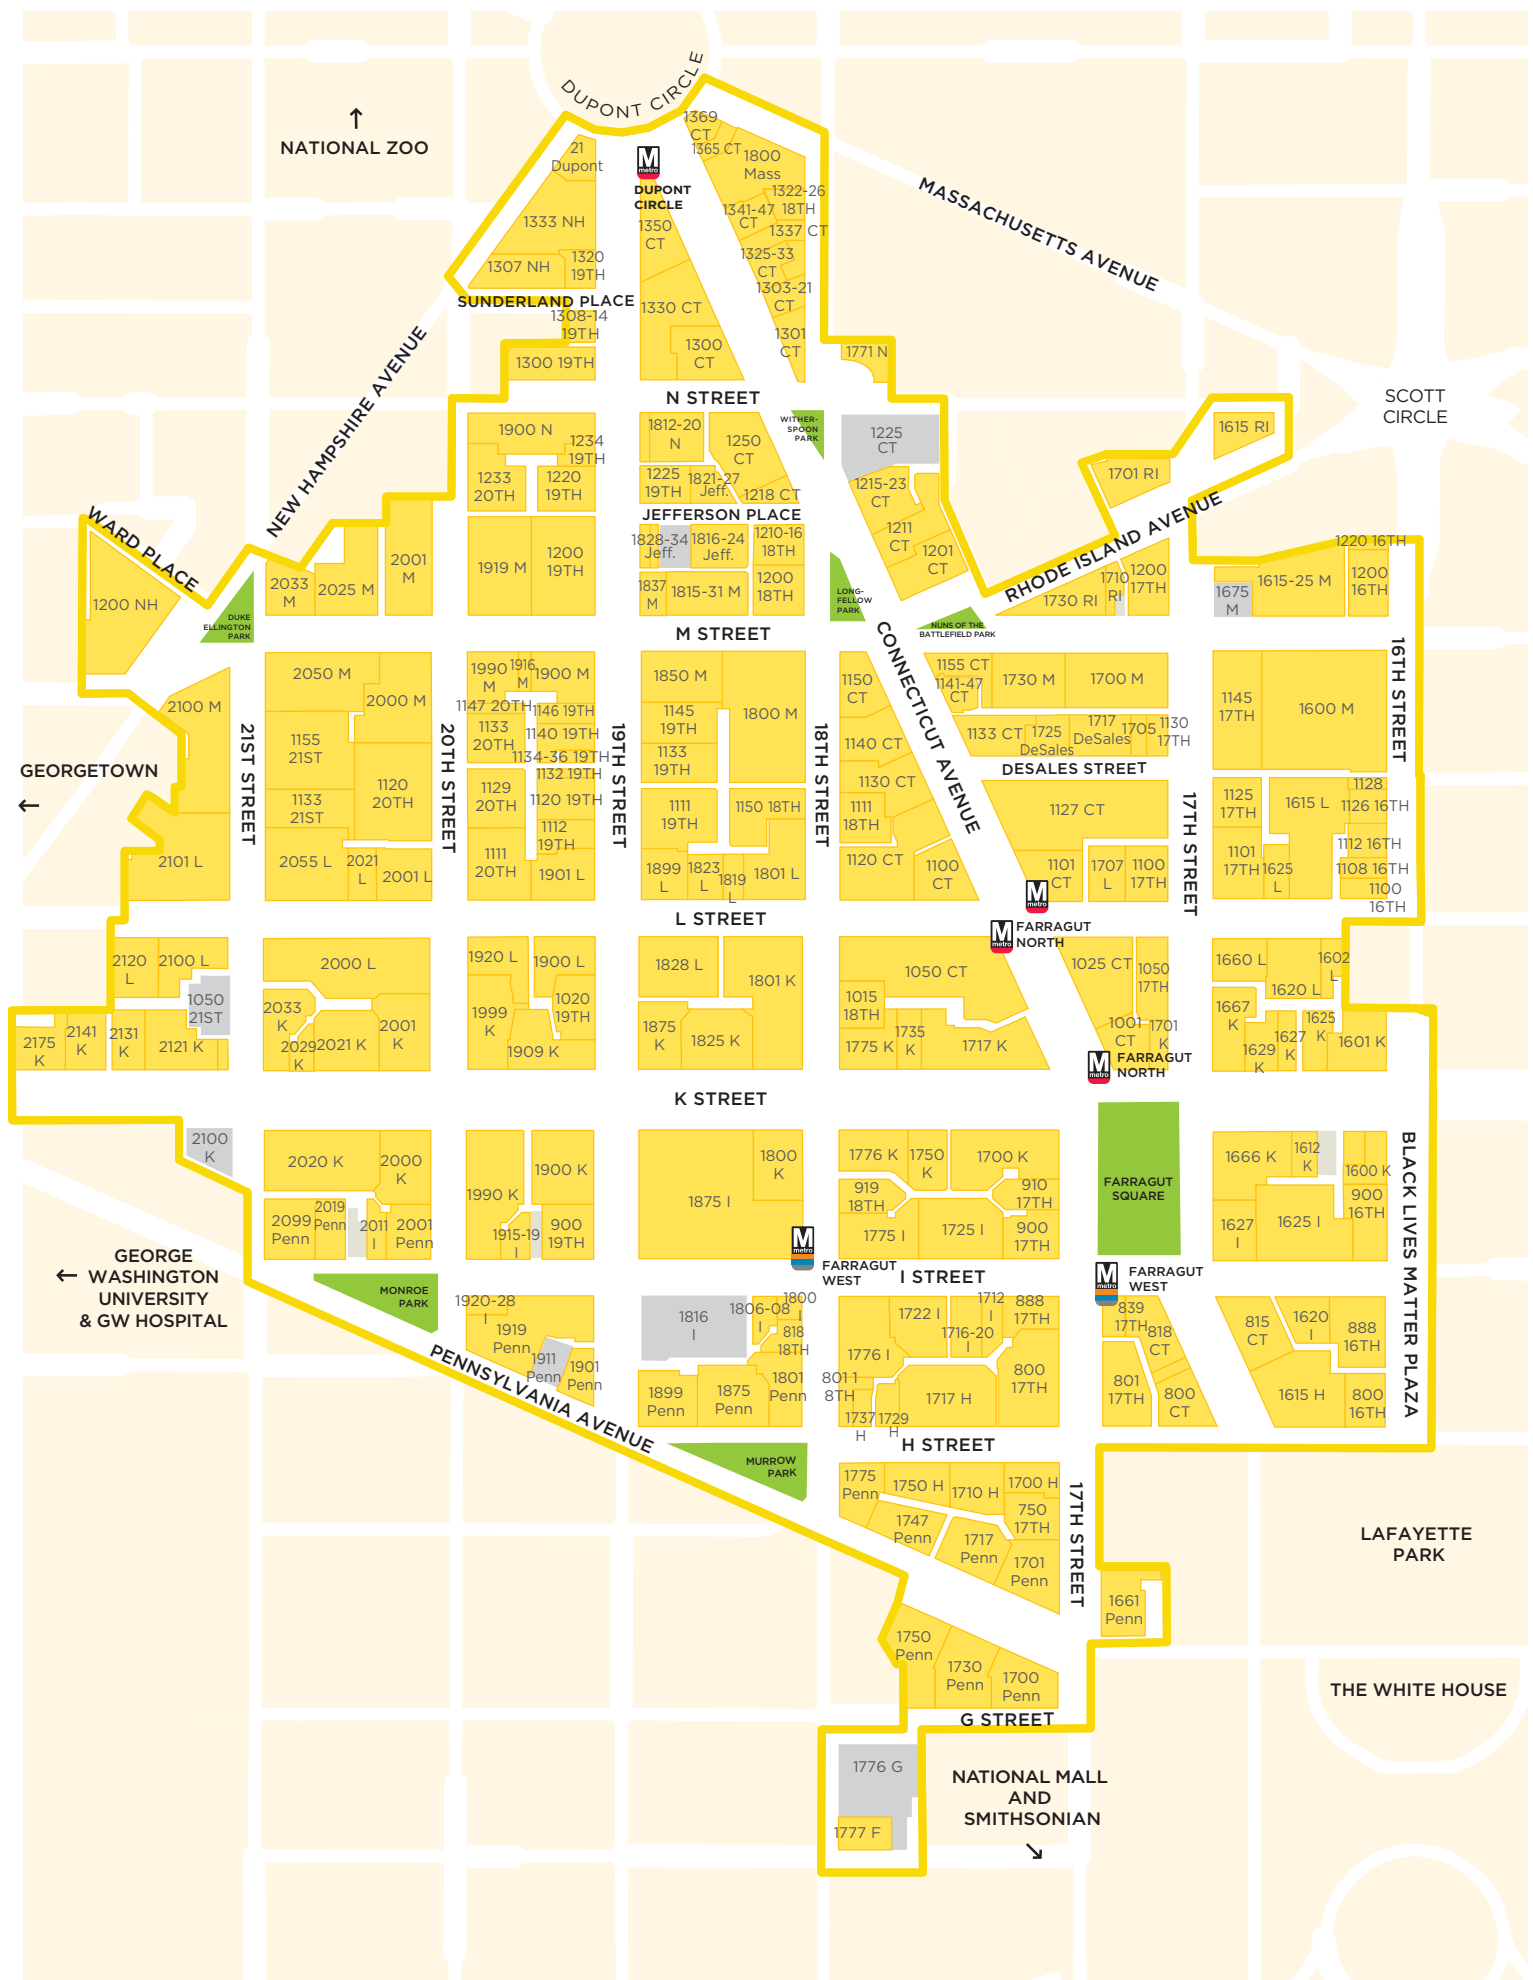 DUPONT CIRCLE
↑
NATIONAL ZOO
1369
CT
1365 CT
21
Dupont
M
metro
DUPONT
CIRCLE
1800
Mass
MASSACHUSETTS AVENUE
1322-26
18TH
1341-47
CT
1337 CT
1333 NH
1350
CT
1325-33
CT
1307 NH
1320
19TH
1303-21
CT
SUNDERLAND PLACE
1308-14
19TH
1330 CT
1301
CT
1300
CT
1300 19TH
1771 N
NEW HAMPSHIRE AVENUE
N STREET
SCOTT
CIRCLE
WITHER-
SPOON
PARK
1900 N
1234
19TH
1812-20
N
1250
CT
1225
CT
1615 RI
1233
20TH
1220
19TH
1225
19TH
1821-27
Jeff.
1218 CT
1215-23
CT
1701 RI
JEFFERSON PLACE
RHODE ISLAND AVENUE
WARD PLACE
2001
M
1919 M
1200
19TH
1828-34
Jeff.
1816-24
Jeff.
1210-16
18TH
1211
CT
1201
CT
1220 16TH
2033
M
2025 M
1837
M
1815-31 M
1200
18TH
1730 RI
1710
RI
1200
17TH
1675
M
1615-25 M
1200
16TH
1200 NH
DUKE
ELLINGTON
PARK
LONG-
FELLOW
PARK
NUNS OF THE
BATTLEFIELD PARK
M STREET
CONNECTICUT AVENUE
16TH STREET
2050 M
2000 M
1990
M
1916
M
1900 M
1850 M
1800 M
1150
CT
1155 CT
1141-47
CT
1730 M
1700 M
1145
17TH
1600 M
2100 M
1147 20TH
1146 19TH
1133
20TH
1140 19TH
1145
19TH
1140 CT
1133 CT
1725
DeSales
1717
DeSales
1705
1130
17TH
21ST STREET
20TH STREET
19TH STREET
18TH STREET
17TH STREET
1155
21ST
1134-36 19TH
1133
19TH
DESALES STREET
GEORGETOWN
←
1132 19TH
1130 CT
1120
20TH
1129
20TH
1120 19TH
1111
19TH
1150 18TH
1111
18TH
1127 CT
1125
17TH
1615 L
1128
1126 16TH
1133
21ST
1112
19TH
1112 16TH
2101 L
2055 L
2021
L
2001 L
1111
20TH
1901 L
1899
L
1823
L
1819
L
1801 L
1120 CT
1100
CT
1101
CT
1707
L
1100
17TH
1101
17TH
1625
L
1108 16TH
1100
16TH
M
metro
L STREET
M
metro
FARRAGUT
NORTH
2120
L
2100 L
2000 L
1920 L
1900 L
1828 L
1801 K
1050 CT
1025 CT
1050
17TH
1660 L
1620 L
1602
L
1050
21ST
2033
K
1999
K
1020
19TH
1015
18TH
1667
K
2175
K
2141
K
2131
K
2121 K
2029
K
2021 K
2001
K
1909 K
1875
K
1825 K
1775 K
1735
K
1717 K
1001
CT
1701
K
1629
K
1627
K
1625
K
1601 K
M
metro
FARRAGUT
NORTH
K STREET
2100
K
2020 K
2000
K
1990 K
1900 K
1875 I
1800
K
1776 K
1750
K
1700 K
1666 K
1612
K
1600 K
BLACK LIVES MATTER PLAZA
FARRAGUT
SQUARE
919
18TH
910
17TH
900
16TH
2099
Penn
2019
Penn
2011
I
2001
Penn
1915-19
I
900
19TH
1775 I
1725 I
900
17TH
1627
I
1625 I
M
metro
FARRAGUT
WEST
I STREET
M
metro
FARRAGUT
WEST
←
GEORGE
WASHINGTON
UNIVERSITY
& GW HOSPITAL
MONROE
PARK
1920-28
I
1919
Penn
1911
Penn
1901
Penn
1816
I
1806-08
I
1800
I
818
18TH
1722 I
1712
I
1716-20
I
888
17TH
839
17TH
818
CT
815
CT
1620
I
888
16TH
PENNSYLVANIA AVENUE
1776 I
1899
Penn
1875
Penn
1801
Penn
801 1
8TH
1737
H
1729
H
1717 H
800
17TH
801
17TH
800
CT
1615 H
800
16TH
H STREET
MURROW
PARK
1775
Penn
1750 H
1710 H
1700 H
750
17TH
17TH STREET
1747
Penn
1717
Penn
1701
Penn
LAFAYETTE
PARK
1661
Penn
1750
Penn
1730
Penn
1700
Penn
THE WHITE HOUSE
G STREET
1776 G
NATIONAL MALL
AND
SMITHSONIAN
↘
1777 F